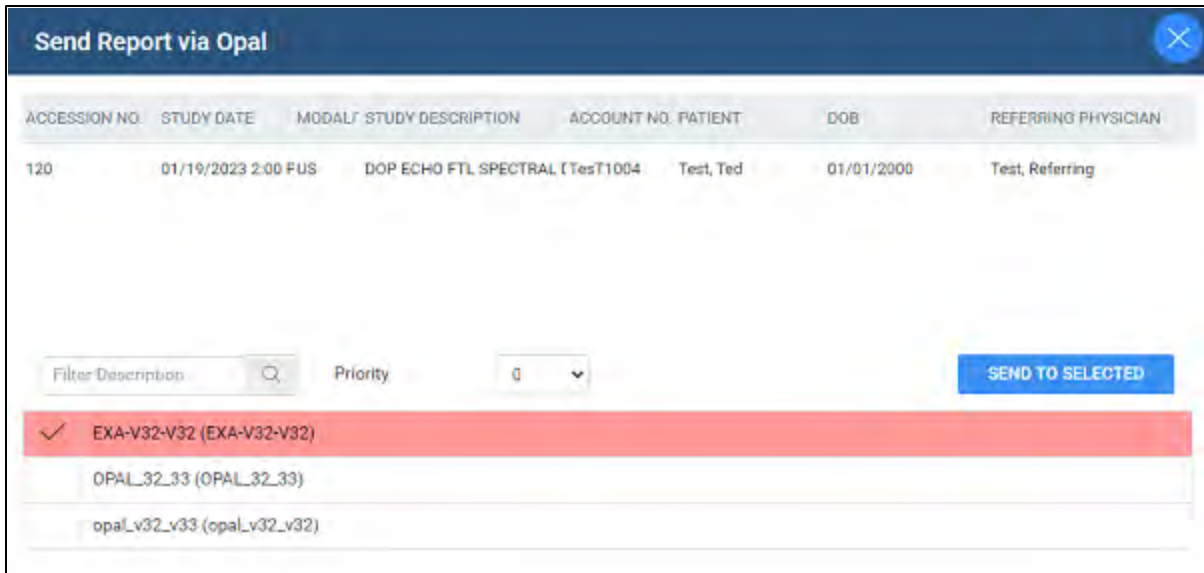 Send Report via Opal
ACCESSION NO. STUDY DATE MODALI STUDY DESCRIPTION ACCOUNT NO. PATIENT DOB REFERRING PHYSICIAN
120 01/19/2023 2:00 P US DOP ECHO FTL SPECTRAL D TesT1004 Test, Ted 01/01/2000 Test, Referring
Filter Description Priority 0 SEND TO SELECTED
EXA-V32-V32 (EXA-V32-V32)
OPAL_32_33 (OPAL_32_33)
opal_v32_v33 (opal_v32_v32)